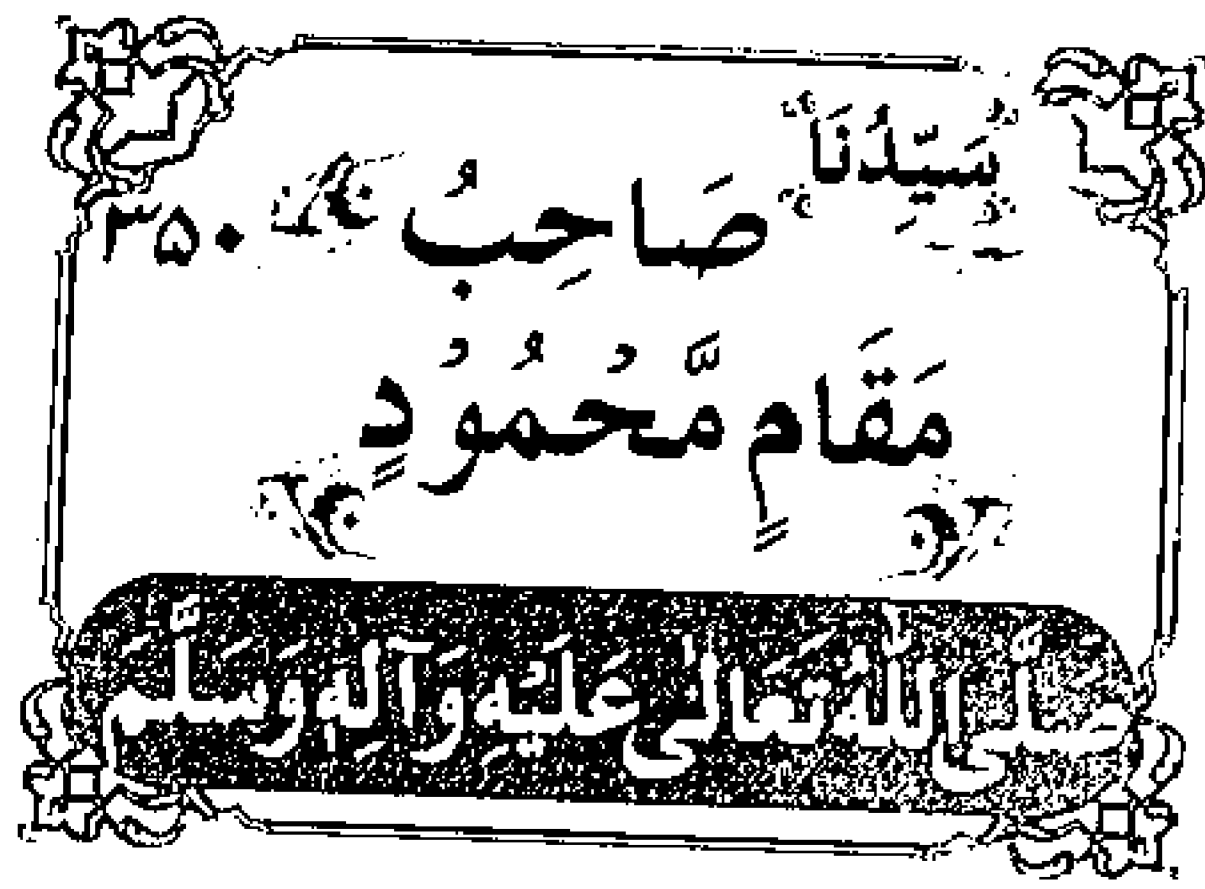 سَيِّدُنَا
صَاحِبُ ۳۵۰
مَقَامٍ مَّحْمُوْدٍ
صَلَّى اللّٰهُ تَعَالٰى عَلَيْهِ وَآلِهٖ وَسَلَّمَ